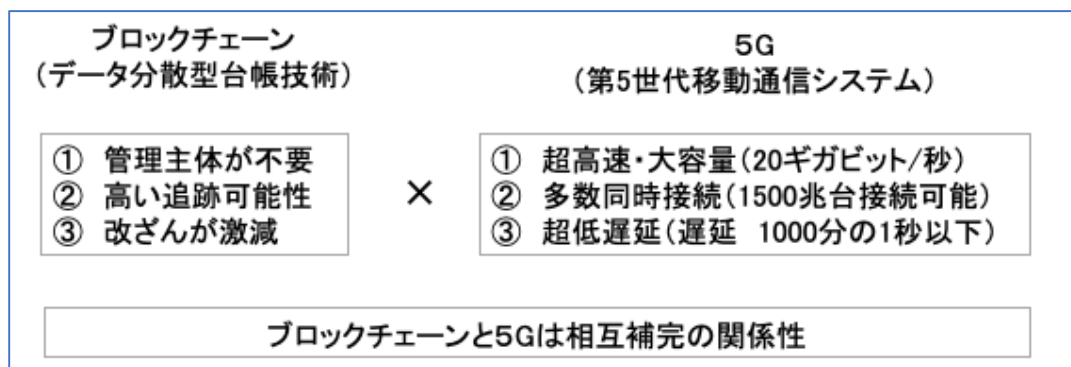 ブロックチェーン
(データ分散型台帳技術)
5G
(第5世代移動通信システム)
① 管理主体が不要
② 高い追跡可能性
③ 改ざんが激減
×
① 超高速・大容量(20ギガビット/秒)
② 多数同時接続(1500兆台接続可能)
③ 超低遅延(遅延 1000分の1秒以下)
ブロックチェーンと5Gは相互補完の関係性